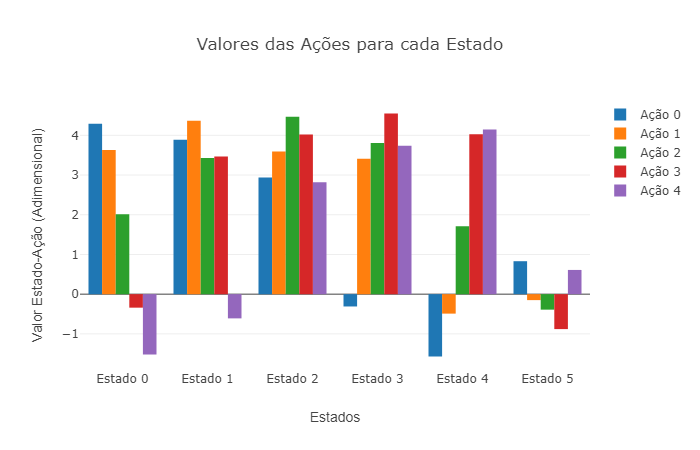 Valores das Ações para cada Estado
Valor Estado-Ação (Adimensional)
4
3
2
1
0
−1
Estado 0
Estado 1
Estado 2
Estado 3
Estado 4
Estado 5
Estados
Ação 0
Ação 1
Ação 2
Ação 3
Ação 4